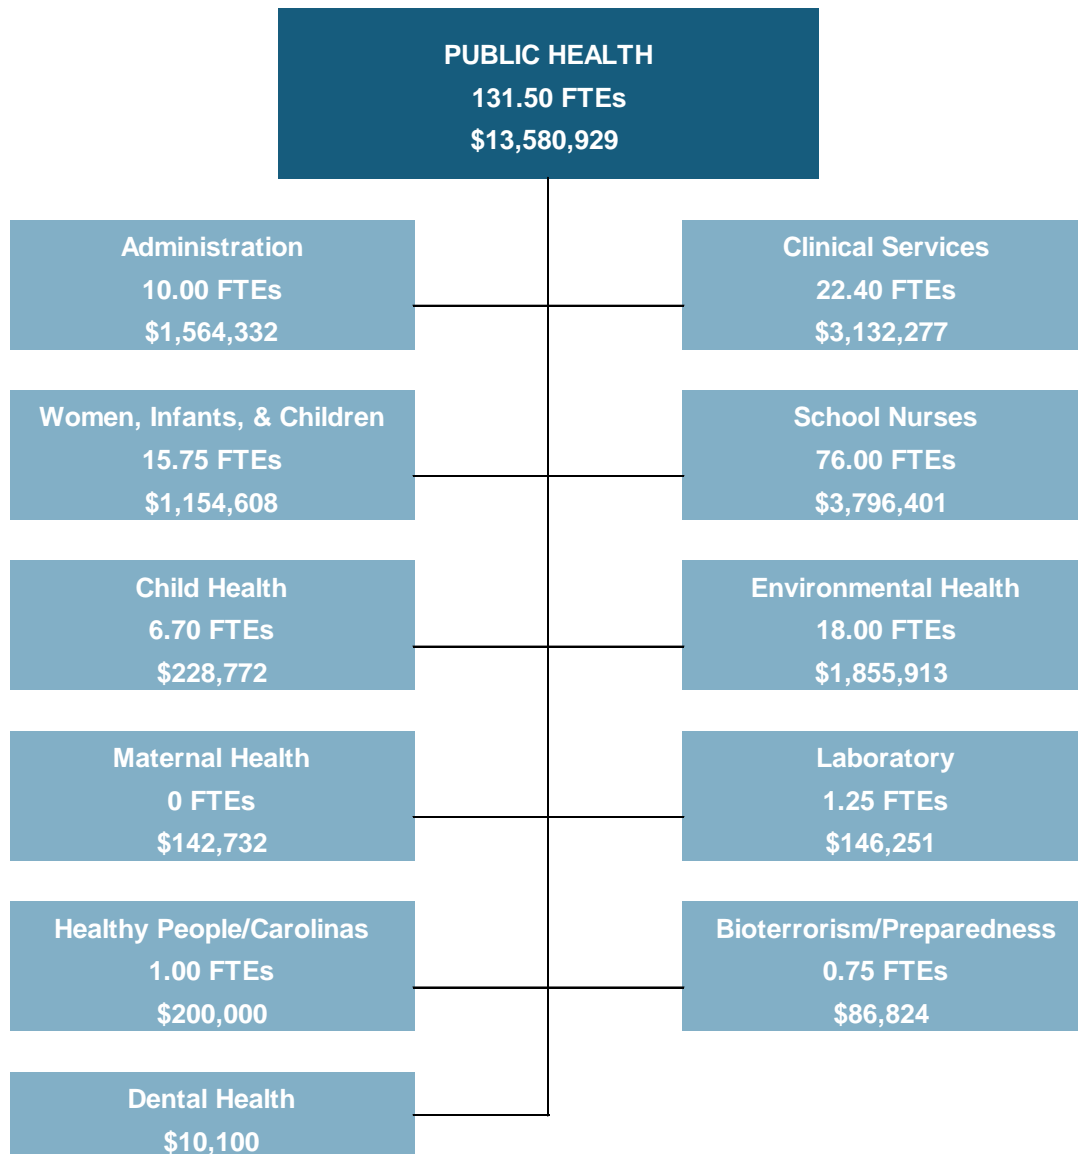 PUBLIC HEALTH
131.50 FTEs
$13,580,929
Administration
10.00 FTEs
$1,564,332
Clinical Services
22.40 FTEs
$3,132,277
Women, Infants, & Children
15.75 FTEs
$1,154,608
School Nurses
76.00 FTEs
$3,796,401
Child Health
6.70 FTEs
$228,772
Environmental Health
18.00 FTEs
$1,855,913
Maternal Health
0 FTEs
$142,732
Laboratory
1.25 FTEs
$146,251
Healthy People/Carolinas
1.00 FTEs
$200,000
Bioterrorism/Preparedness
0.75 FTEs
$86,824
Dental Health
$10,100